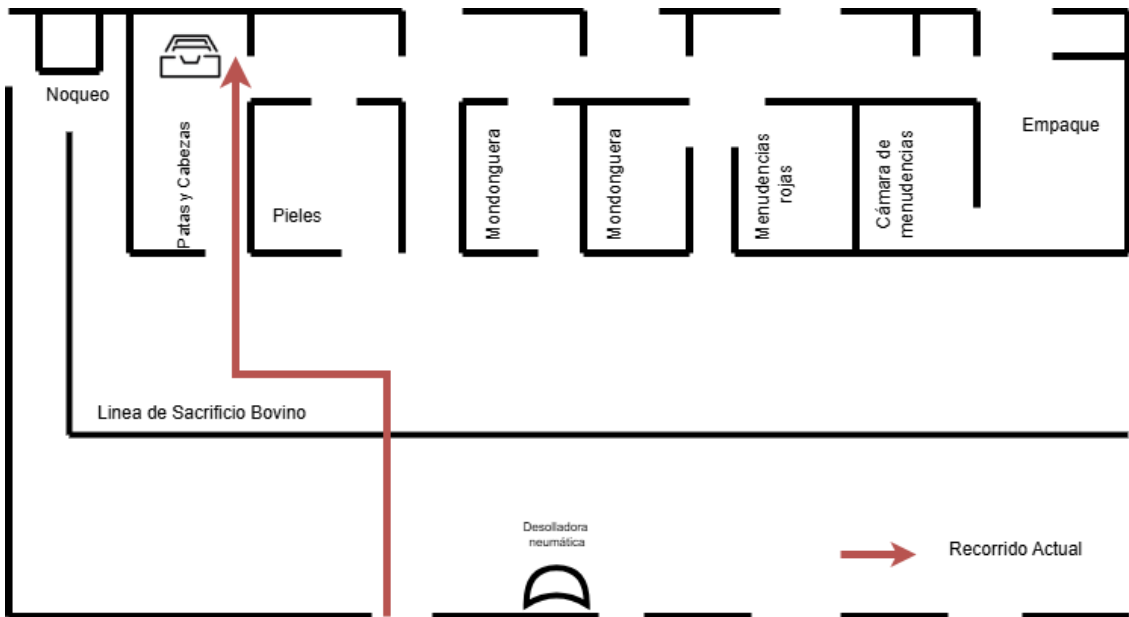 Noqueo
Patas y Cabezas
Pieles
Mondonguera
Mondonguera
Menudencias
rojas
Cámara de
menudencias
Empaque
Linea de Sacrificio Bovino
Desolladora
neumática
Recorrido Actual